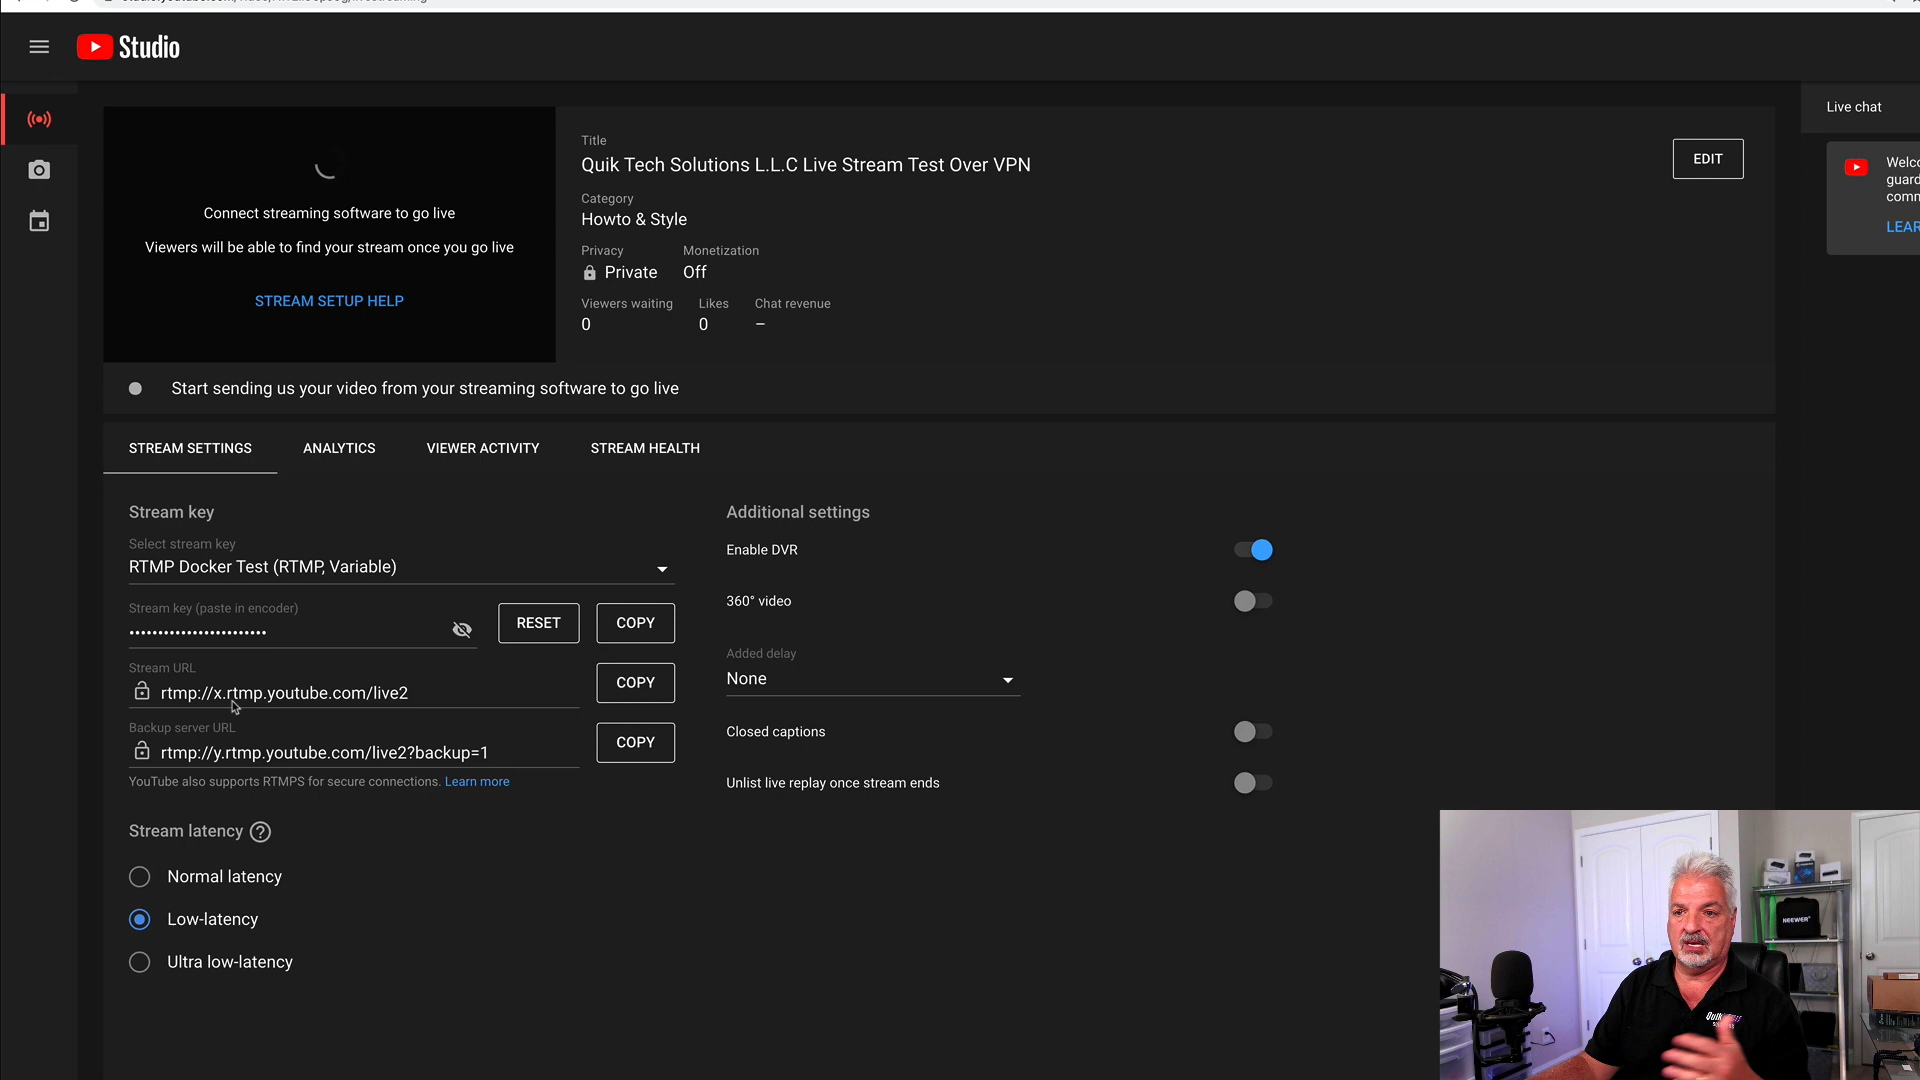 Studio
Live chat
Title
Quik Tech Solutions L.L.C Live Stream Test Over VPN
EDIT
Category
Howto & Style
Privacy
Monetization
Private
Off
Viewers waiting
Likes
Chat revenue
0
0
–
Connect streaming software to go live
Viewers will be able to find your stream once you go live
STREAM SETUP HELP
Start sending us your video from your streaming software to go live
STREAM SETTINGS
ANALYTICS
VIEWER ACTIVITY
STREAM HEALTH
Stream key
Select stream key
RTMP Docker Test (RTMP, Variable)
Stream key (paste in encoder)
••••••••••••••••••••••••
RESET
COPY
Stream URL
rtmp://x.rtmp.youtube.com/live2
COPY
Backup server URL
rtmp://y.rtmp.youtube.com/live2?backup=1
COPY
YouTube also supports RTMPS for secure connections. Learn more
Stream latency
Normal latency
Low-latency
Ultra low-latency
Additional settings
Enable DVR
360° video
Added delay
None
Closed captions
Unlist live replay once stream ends
NEEWER